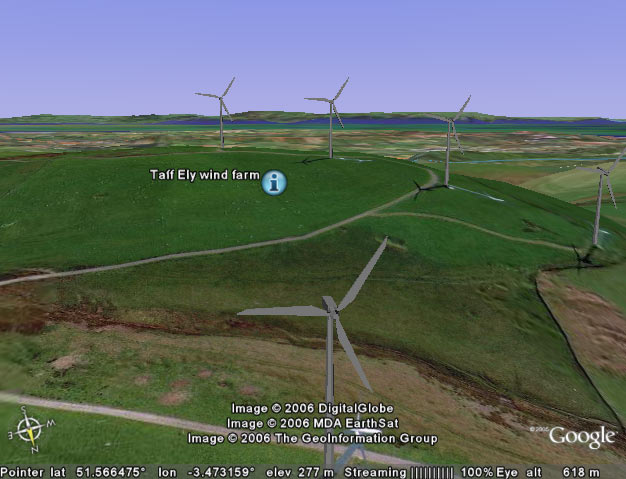 Taff Ely wind farm
Image © 2006 DigitalGlobe
Image © 2006 MDA EarthSat
Image © 2006 The GeoInformation Group
© 2005 Google
S
E W
N
Pointer lat 51.566475° lon -3.473159° elev 277 m Streaming |||||||||| 100% Eye alt 618 m